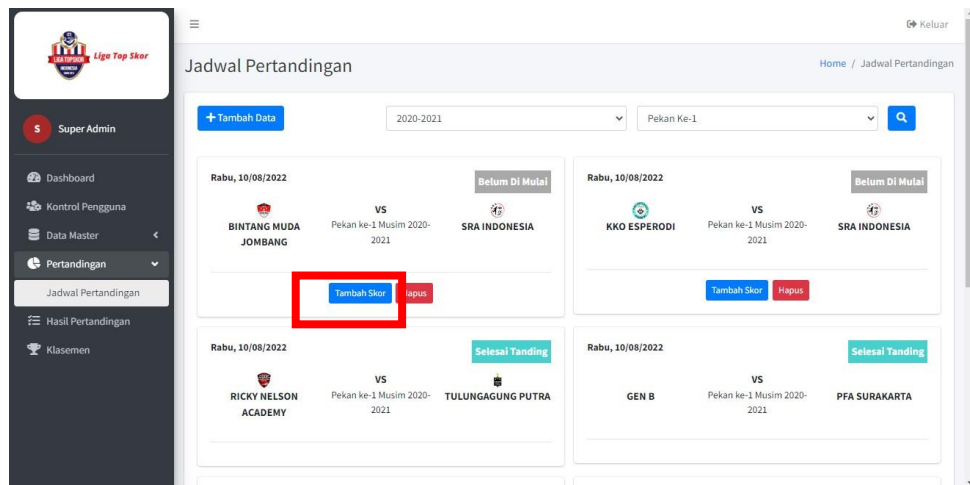 LIGA TOPSKOR
INDONESIA
Liga Top Skor
Keluar
Jadwal Pertandingan
Home / Jadwal Pertandingan
S Super Admin
Dashboard
Kontrol Pengguna
Data Master
Pertandingan
Jadwal Pertandingan
Hasil Pertandingan
Klasemen
+ Tambah Data
2020-2021
Pekan Ke-1
Rabu, 10/08/2022
Belum Di Mulai
BINTANG MUDA
JOMBANG
VS
Pekan ke-1 Musim 2020-
2021
SRA INDONESIA
Tambah Skor
Hapus
Rabu, 10/08/2022
Belum Di Mulai
KKO ESPERODI
VS
Pekan ke-1 Musim 2020-
2021
SRA INDONESIA
Tambah Skor
Hapus
Rabu, 10/08/2022
Selesai Tanding
RICKY NELSON
ACADEMY
VS
Pekan ke-1 Musim 2020-
2021
TULUNGAGUNG PUTRA
Rabu, 10/08/2022
Selesai Tanding
GEN B
VS
Pekan ke-1 Musim 2020-
2021
PFA SURAKARTA